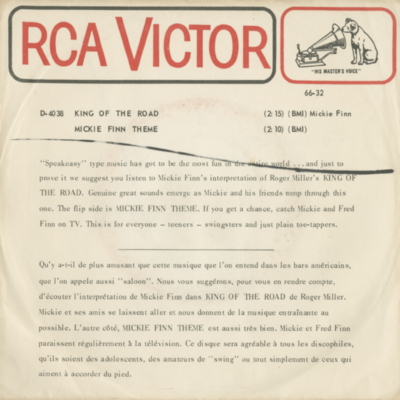 RCA VICTOR
"HIS MASTER'S VOICE"
66-32
D-4038 KING OF THE ROAD (2:15) (BMI) Mickie Finn
MICKIE FINN THEME (2:10) (BMI)
"Speakeasy" type music has got to be the most fun in the entire world ... and just to
prove it we suggest you listen to Mickie Finn's interpretation of Roger Miller's KING OF
THE ROAD. Genuine great sounds emerge as Mickie and his friends romp through this
one. The flip side is MICKIE FINN THEME. If you get a chance, catch Mickie and Fred
Finn on TV. This is for everyone - teeners - swingsters and just plain toe-tappers.
Qu'y a-t-il de plus amusant que cette musique que l'on entend dans les bars américains,
que l'on appele aussi "saloon". Nous vous suggérons, pour vous en rendre compte,
d'écouter l'interprétation de Mickie Finn dans KING OF THE ROAD de Roger Miller.
Mickie et ses amis se laissent aller et nous donnent de la musique entraînante au
possible. L'autre côté, MICKIE FINN THEME est aussi très bien. Mickie et Fred Finn
paraissent régulièrement à la télévision. Ce disque sera agréable à tous les discophiles,
qu'ils soient des adolescents, des amateurs de "swing" ou tout simplement de ceux qui
aiment à accorder du pied.